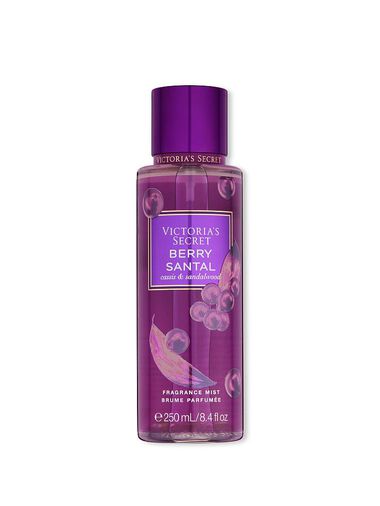 VICTORIA'S SECRET
VICTORIA'S
SECRET
BERRY
SANTAL
cassis & sandalwood
FRAGRANCE MIST
BRUME PARFUMÉE
℮ 250 mL/8.4 fl oz